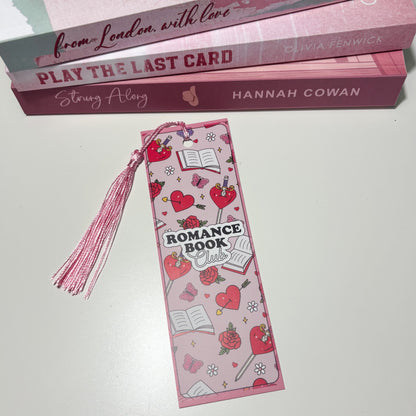 from London, with love
OLIVIA FENWICK
PLAY THE LAST CARD
Strung Along
HANNAH COWAN
ROMANCE
BOOK
Club